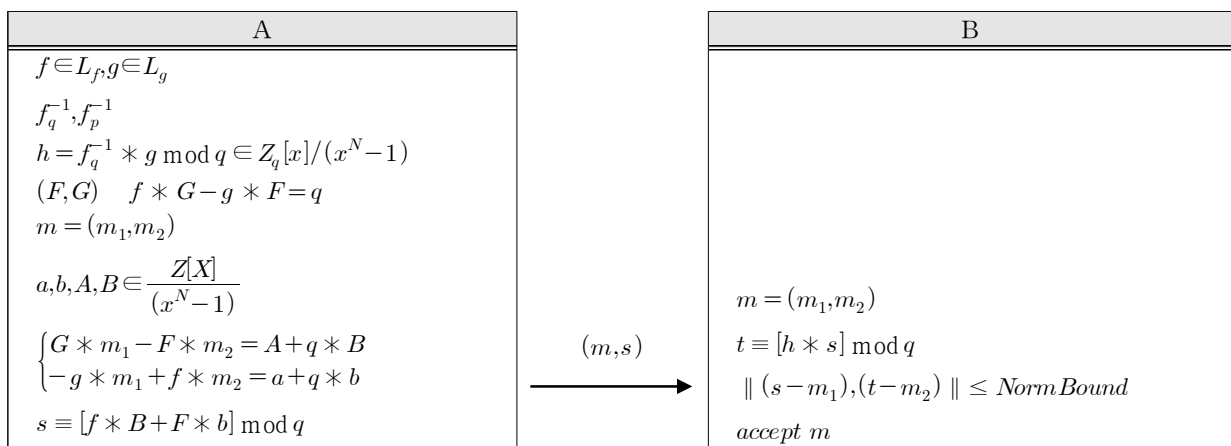 A
f∈L_f,g∈L_g
f_q^{-1},f_p^{-1}
h=f_q^{-1}*g mod q∈Z_q[x]/(x^N-1)
(F,G) f*G-g*F=q
m=(m_1,m_2)
a,b,A,B∈\frac{Z[X]}{(x^N-1)}
{G*m_1-F*m_2=A+q*B
-g*m_1+f*m_2=a+q*b
s≡[f*B+F*b] mod q
(m,s)
B
m=(m_1,m_2)
t≡[h*s] mod q
‖(s-m_1),(t-m_2)‖≤NormBound
accept m